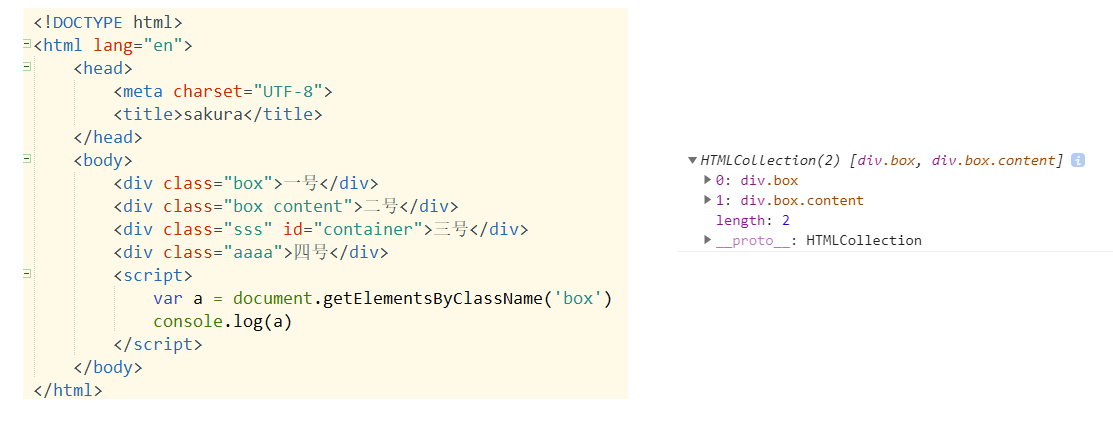 <!DOCTYPE html>
<html lang="en">
<head>
<meta charset="UTF-8">
<title>sakura</title>
</head>
<body>
<div class="box">一号</div>
<div class="box content">二号</div>
<div class="sss" id="container">三号</div>
<div class="aaaa">四号</div>
<script>
var a = document.getElementsByClassName('box')
console.log(a)
</script>
</body>
</html>
HTMLCollection(2) [div.box, div.box.content] i
0: div.box
1: div.box.content
length: 2
__proto__: HTMLCollection